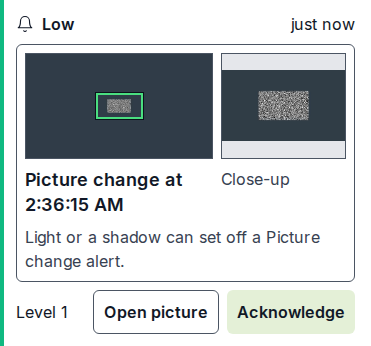 Low just now
Picture change at
2:36:15 AM
Close-up
Light or a shadow can set off a Picture
change alert.
Level 1 Open picture Acknowledge